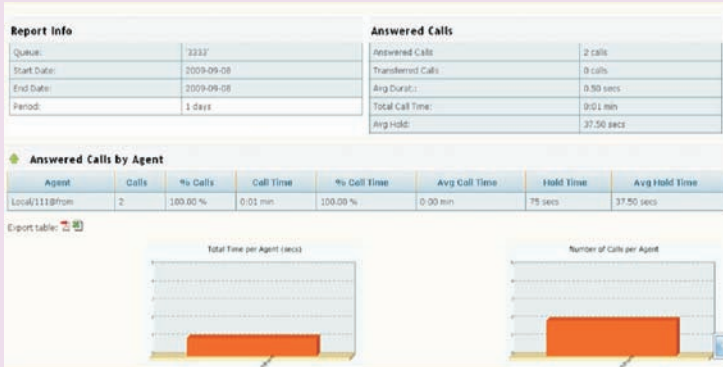 Report Info
Queue: '3333'
Start Date: 2009-09-08
End Date: 2009-09-08
Period: 1 days
Answered Calls
Answered Calls 2 calls
Transferred Calls 0 calls
Avg Durat.: 0.50 secs
Total Call Time: 0:01 min
Avg Hold: 37.50 secs
Answered Calls by Agent
Agent Calls % Calls Call Time % Call Time Avg Call Time Hold Time Avg Hold Time
Local/111@from 2 100.00 % 0:01 min 100.00 % 0:00 min 75 secs 37.50 secs
Export table:
Total Time per Agent (secs)
Number of Calls per Agent